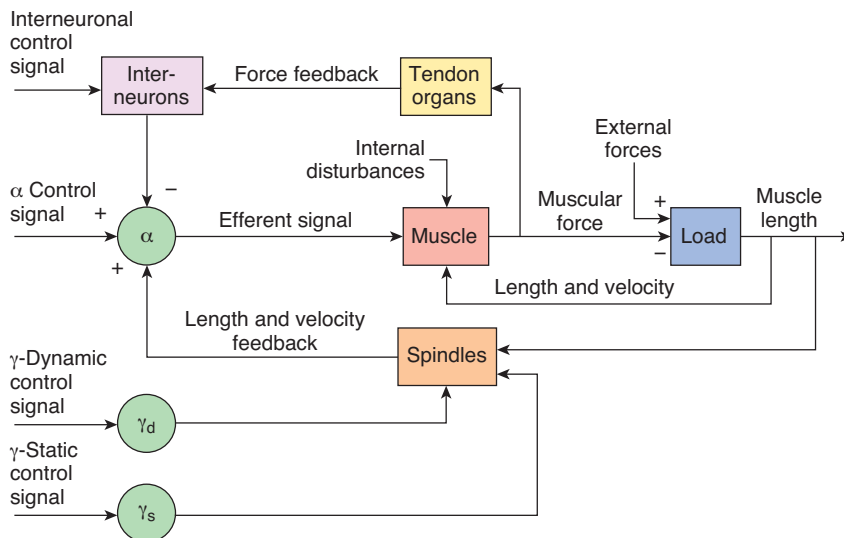 Interneuronal
control
signal
Inter-
neurons
Force feedback
Tendon
organs
External
forces
Internal
disturbances
α Control
signal
+
−
α
+
Efferent signal
Muscle
Muscular
force
+
−
Load
Muscle
length
Length and velocity
Length and velocity
feedback
Spindles
γ-Dynamic
control
signal
γd
γ-Static
control
signal
γs